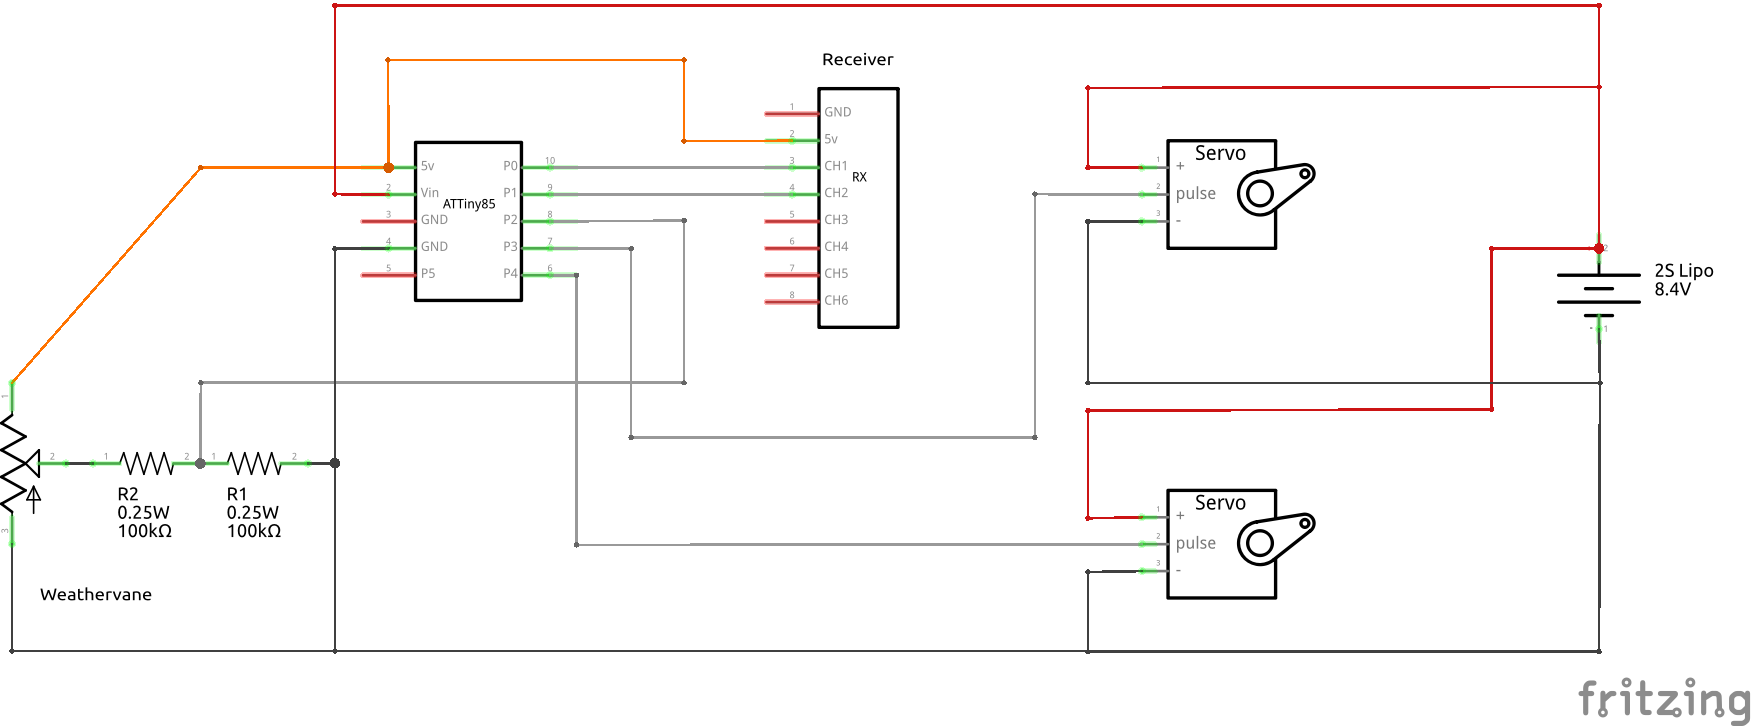 Receiver
1 GND
2 5v
3 CH1
4 CH2
5 CH3
6 CH4
7 CH5
8 CH6
RX
5v
2 Vin
3 GND
4 GND
5 P5
ATTiny85
P0 10
P1 9
P2 8
P3 7
P4 6
Servo
1 +
2 pulse
3 -
2
2S Lipo
8.4V
- 1
1
2
3
1 2
R2
0.25W
100kΩ
1 2
R1
0.25W
100kΩ
Weathervane
Servo
1 +
2 pulse
3 -
fritzing